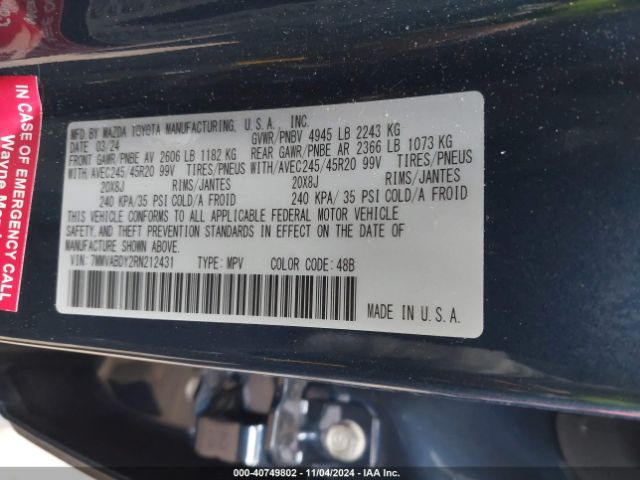 MFD.BY MAZDA TOYOTA MANUFACTURING, U.S.A., INC.
DATE 03/24 GVWR/PNBV 4945 LB 2243 KG
FRONT GAWR/PNBE AV 2606 LB 1182 KG REAR GAWR/PNBE AR 2366 LB 1073 KG
WITH/AVEC245/45R20 99V TIRES/PNEUS WITH/AVEC245/45R20 99V TIRES/PNEUS
20X8J RIMS/JANTES 20X8J RIMS/JANTES
240 KPA/ 35 PSI COLD/A FROID 240 KPA/ 35 PSI COLD/A FROID
THIS VEHICLE CONFORMS TO ALL APPLICABLE FEDERAL MOTOR VEHICLE
SAFETY, AND THEFT PREVENTION STANDARDS IN EFFECT ON THE DATE OF
MANUFACTURE SHOWN ABOVE.
VIN: 7MMVABDY2RN212431 TYPE: MPV COLOR CODE: 48B
MADE IN U.S.A.
IN CASE OF EMERGENCY CALL
Wayne
000-40749802 - 11/04/2024 - IAA Inc.